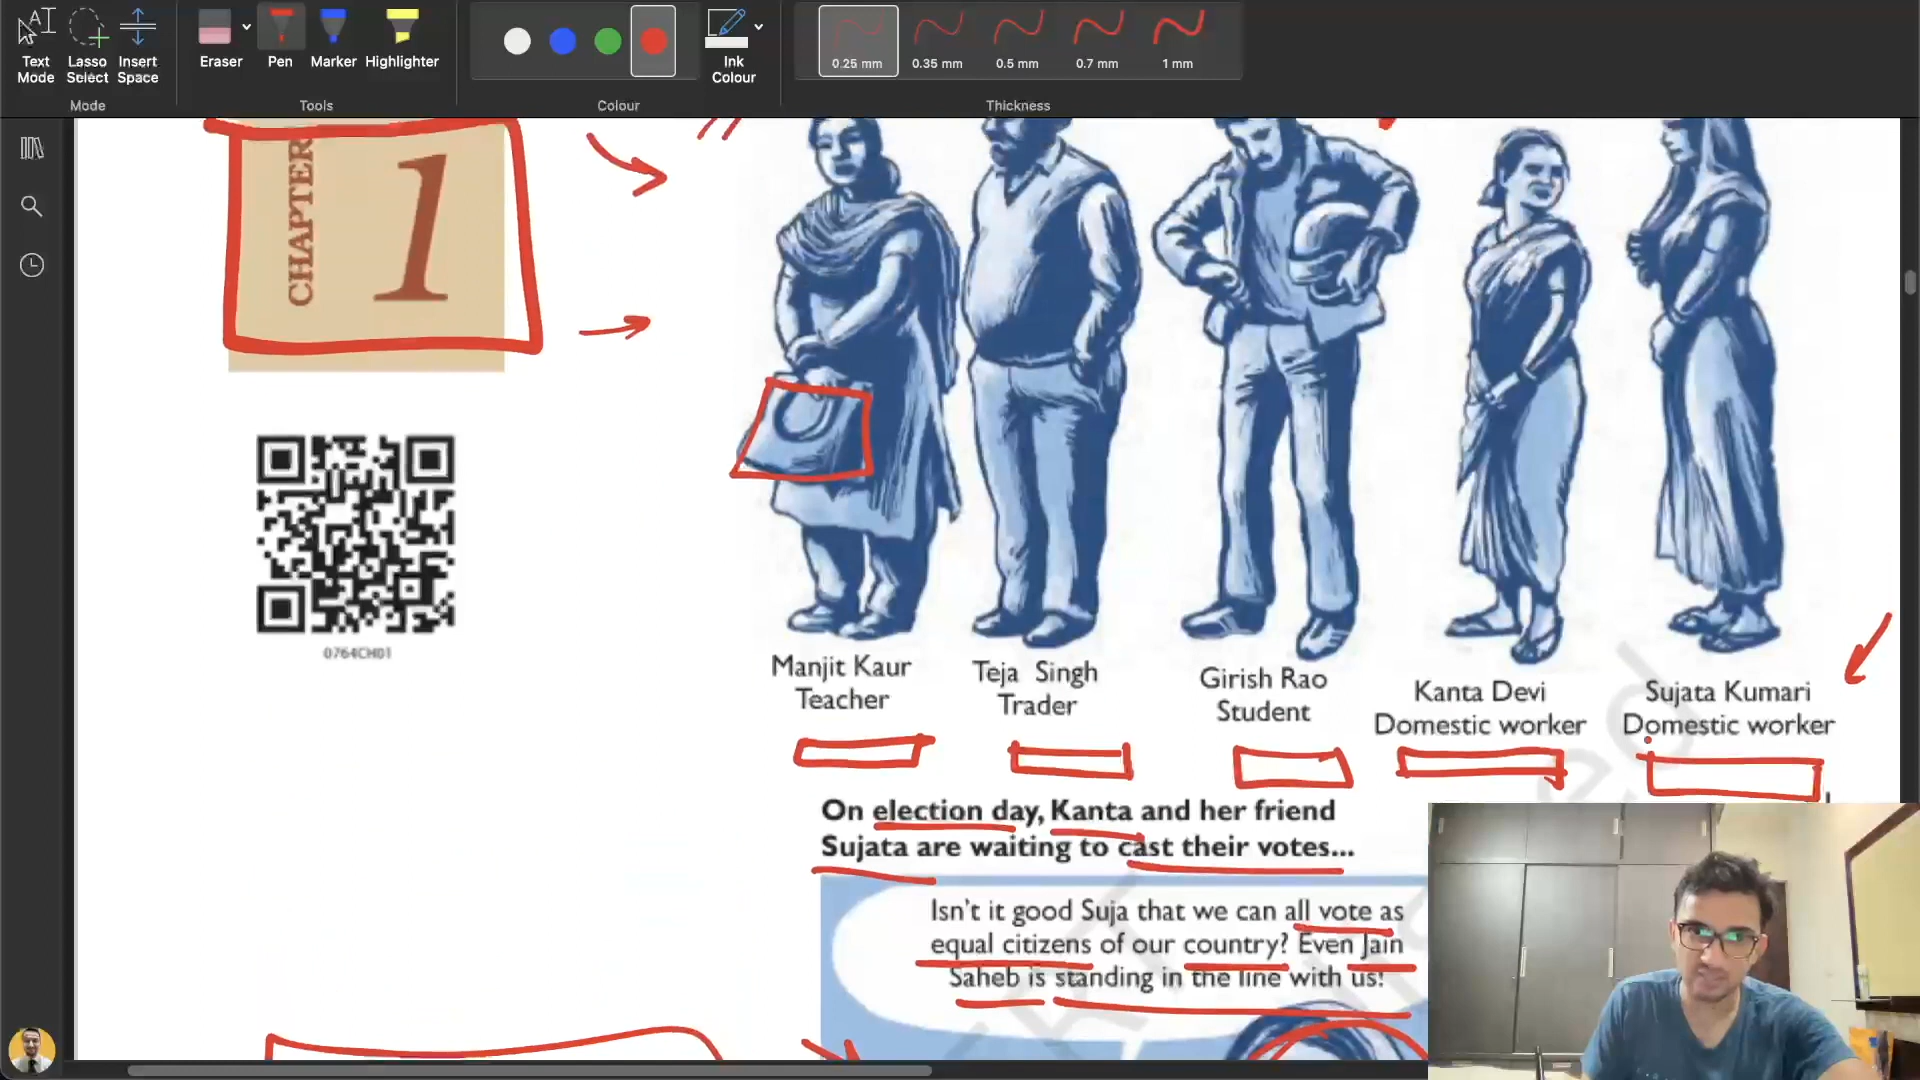 Text Mode
Lasso Select
Insert Space
Eraser
Pen
Marker
Highlighter
Ink Colour
0.25 mm
0.35 mm
0.5 mm
0.7 mm
1 mm
Mode
Tools
Colour
Thickness
CHAPTER
1
0764CH01
Manjit Kaur
Teacher
Teja Singh
Trader
Girish Rao
Student
Kanta Devi
Domestic worker
Sujata Kumari
Domestic worker
On election day, Kanta and her friend
Sujata are waiting to cast their votes...
Isn't it good Suja that we can all vote as
equal citizens of our country? Even Jain
Saheb is standing in the line with us!